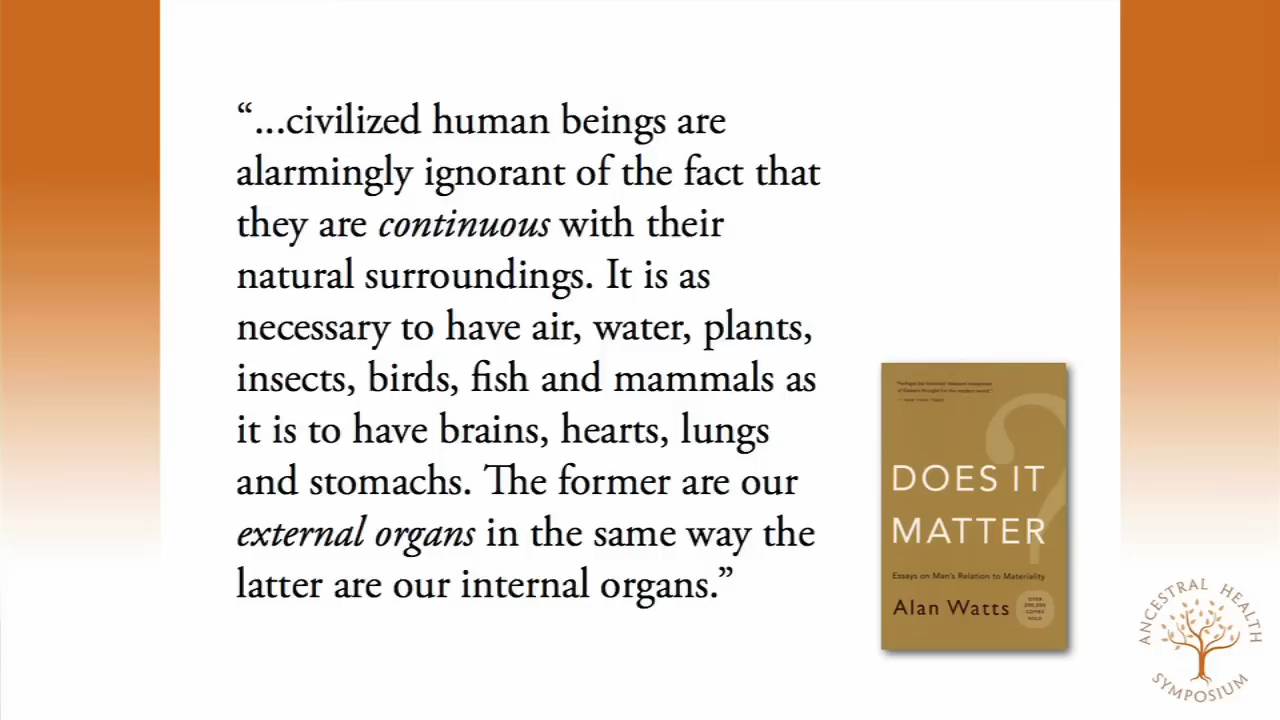 “...civilized human beings are
alarmingly ignorant of the fact that
they are continuous with their
natural surroundings. It is as
necessary to have air, water, plants,
insects, birds, fish and mammals as
it is to have brains, hearts, lungs
and stomachs. The former are our
external organs in the same way the
latter are our internal organs.”
?
DOES IT
MATTER
Essays on Man's Relation to Materiality
Alan Watts
OVER
COPIES
SOLD
ANCESTRAL HEALTH
SYMPOSIUM